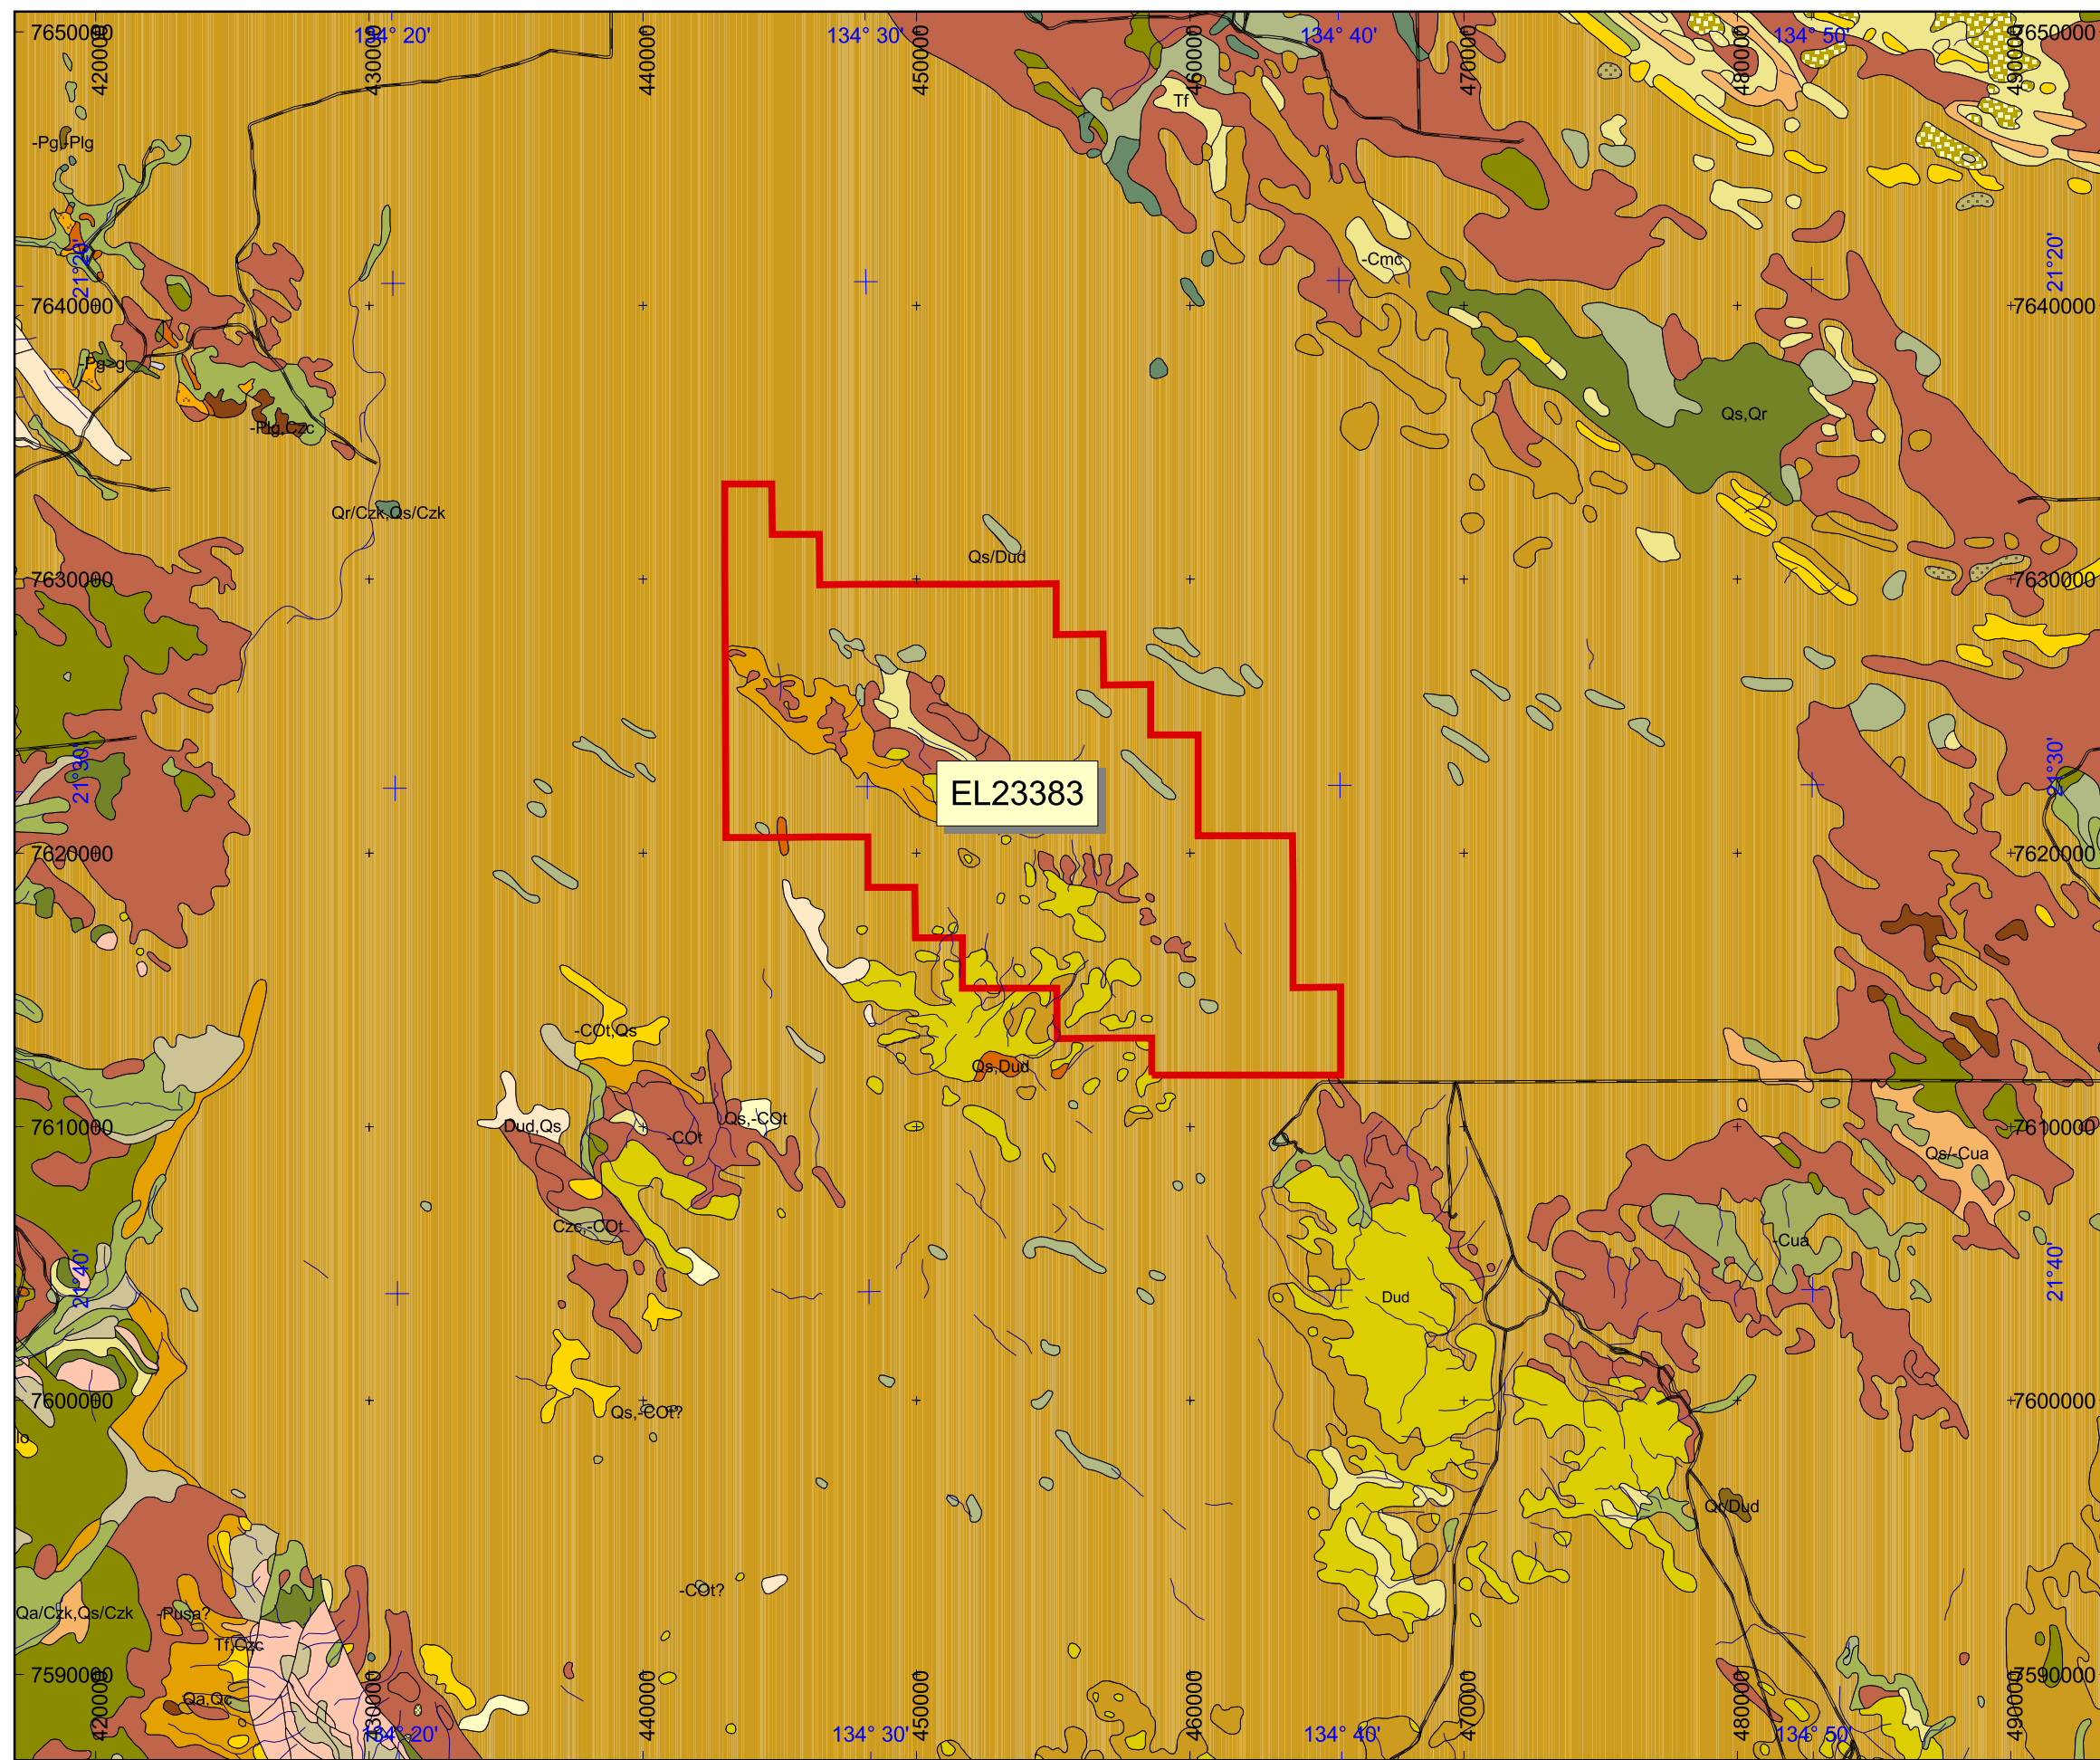 7650000
420000
134° 20'
430000
440000
134° 30'
450000
460000
134° 40'
470000
480000
134° 50'
490000
7650000
Tf
-Pg,-Plg
-Cmc
21°20'
21°20'
7640000
7640000
-Pg>g
Qs,Qr
-Plg,Czc
Qr/Czk,Qs/Czk
Qs/Dud
7630000
7630000
21°30'
21°30'
EL23383
7620000
7620000
-COt,Qs
Qs,Dud
7610000
Dud,Qs
Qs,-COt
-COt
7610000
Qs/-Cua
Czc,-COt
-Cua
21°40'
21°40'
Dud
7600000
7600000
Qs,-COt?
lo
Qr/Dud
-COt?
Qa/Czk,Qs/Czk
-Pusa?
Tf,Czc
7590000
7590000
Qa,Qc
420000
430000
134° 20'
440000
134° 30'
450000
460000
134° 40'
470000
480000
134° 50'
490000